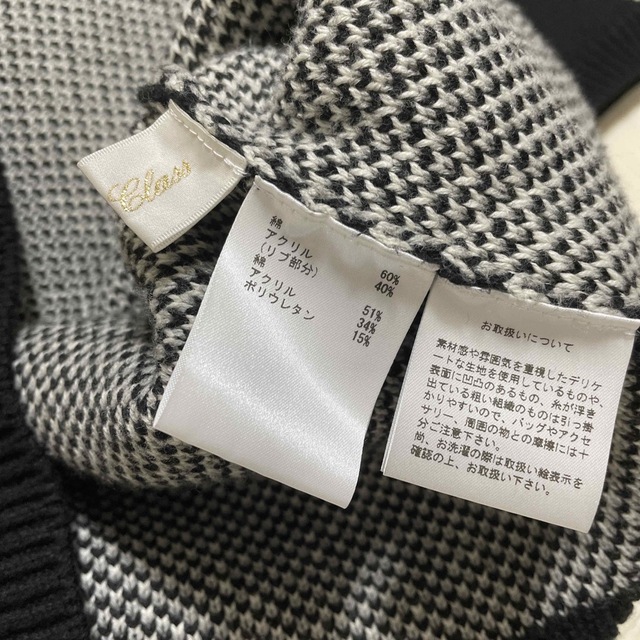 Class
綿 60%
アクリル 40%
(リブ部分)
綿 51%
アクリル 34%
ポリウレタン 15%
お取扱いについて
素材感や雰囲気を重視したデリケ
ートな生地を使用しているものや、
表面に凹凸のあるもの、糸が浮き
出ている粗い組織のものは引っ掛
かりやすいので、バッグやアクセ
サリー、周囲の物との摩擦には十
分ご注意下さい。
尚、お洗濯の際は取扱い絵表示を
確認の上、お取扱い下さい。